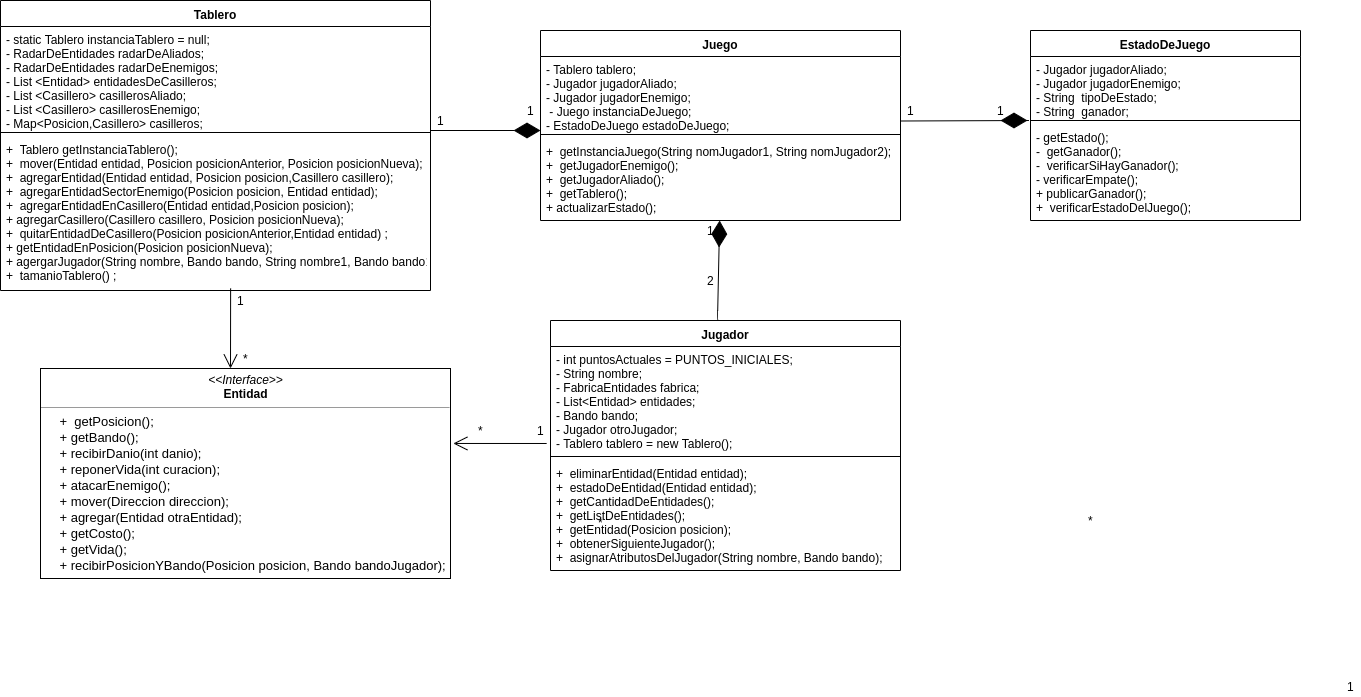 Tablero
- static Tablero instanciaTablero = null;
- RadarDeEntidades radarDeAliados;
- RadarDeEntidades radarDeEnemigos;
- List <Entidad> entidadesDeCasilleros;
- List <Casillero> casillerosAliado;
- List <Casillero> casillerosEnemigo;
- Map<Posicion,Casillero> casilleros;
+ Tablero getInstanciaTablero();
+ mover(Entidad entidad, Posicion posicionAnterior, Posicion posicionNueva);
+ agregarEntidad(Entidad entidad, Posicion posicion,Casillero casillero);
+ agregarEntidadSectorEnemigo(Posicion posicion, Entidad entidad);
+ agregarEntidadEnCasillero(Entidad entidad,Posicion posicion);
+ agregarCasillero(Casillero casillero, Posicion posicionNueva);
+ quitarEntidadDeCasillero(Posicion posicionAnterior,Entidad entidad) ;
+ getEntidadEnPosicion(Posicion posicionNueva);
+ agergarJugador(String nombre, Bando bando, String nombre1, Bando bando
+ tamanioTablero() ;
1
1
Juego
- Tablero tablero;
- Jugador jugadorAliado;
- Jugador jugadorEnemigo;
- Juego instanciaDeJuego;
- EstadoDeJuego estadoDeJuego;
+ getInstanciaJuego(String nomJugador1, String nomJugador2);
+ getJugadorEnemigo();
+ getJugadorAliado();
+ getTablero();
+ actualizarEstado();
1
1
EstadoDeJuego
- Jugador jugadorAliado;
- Jugador jugadorEnemigo;
- String tipoDeEstado;
- String ganador;
- getEstado();
- getGanador();
- verificarSiHayGanador();
- verificarEmpate();
+ publicarGanador();
+ verificarEstadoDelJuego();
1
2
1
*
<<Interface>>
Entidad
+ getPosicion();
+ getBando();
+ recibirDanio(int danio);
+ reponerVida(int curacion);
+ atacarEnemigo();
+ mover(Direccion direccion);
+ agregar(Entidad otraEntidad);
+ getCosto();
+ getVida();
+ recibirPosicionYBando(Posicion posicion, Bando bandoJugador);
*
1
Jugador
- int puntosActuales = PUNTOS_INICIALES;
- String nombre;
- FabricaEntidades fabrica;
- List<Entidad> entidades;
- Bando bando;
- Jugador otroJugador;
- Tablero tablero = new Tablero();
+ eliminarEntidad(Entidad entidad);
+ estadoDeEntidad(Entidad entidad);
+ getCantidadDeEntidades();
+ getListDeEntidades();
+ getEntidad(Posicion posicion);
+ obtenerSiguienteJugador();
+ asignarAtributosDelJugador(String nombre, Bando bando);
*
*
1